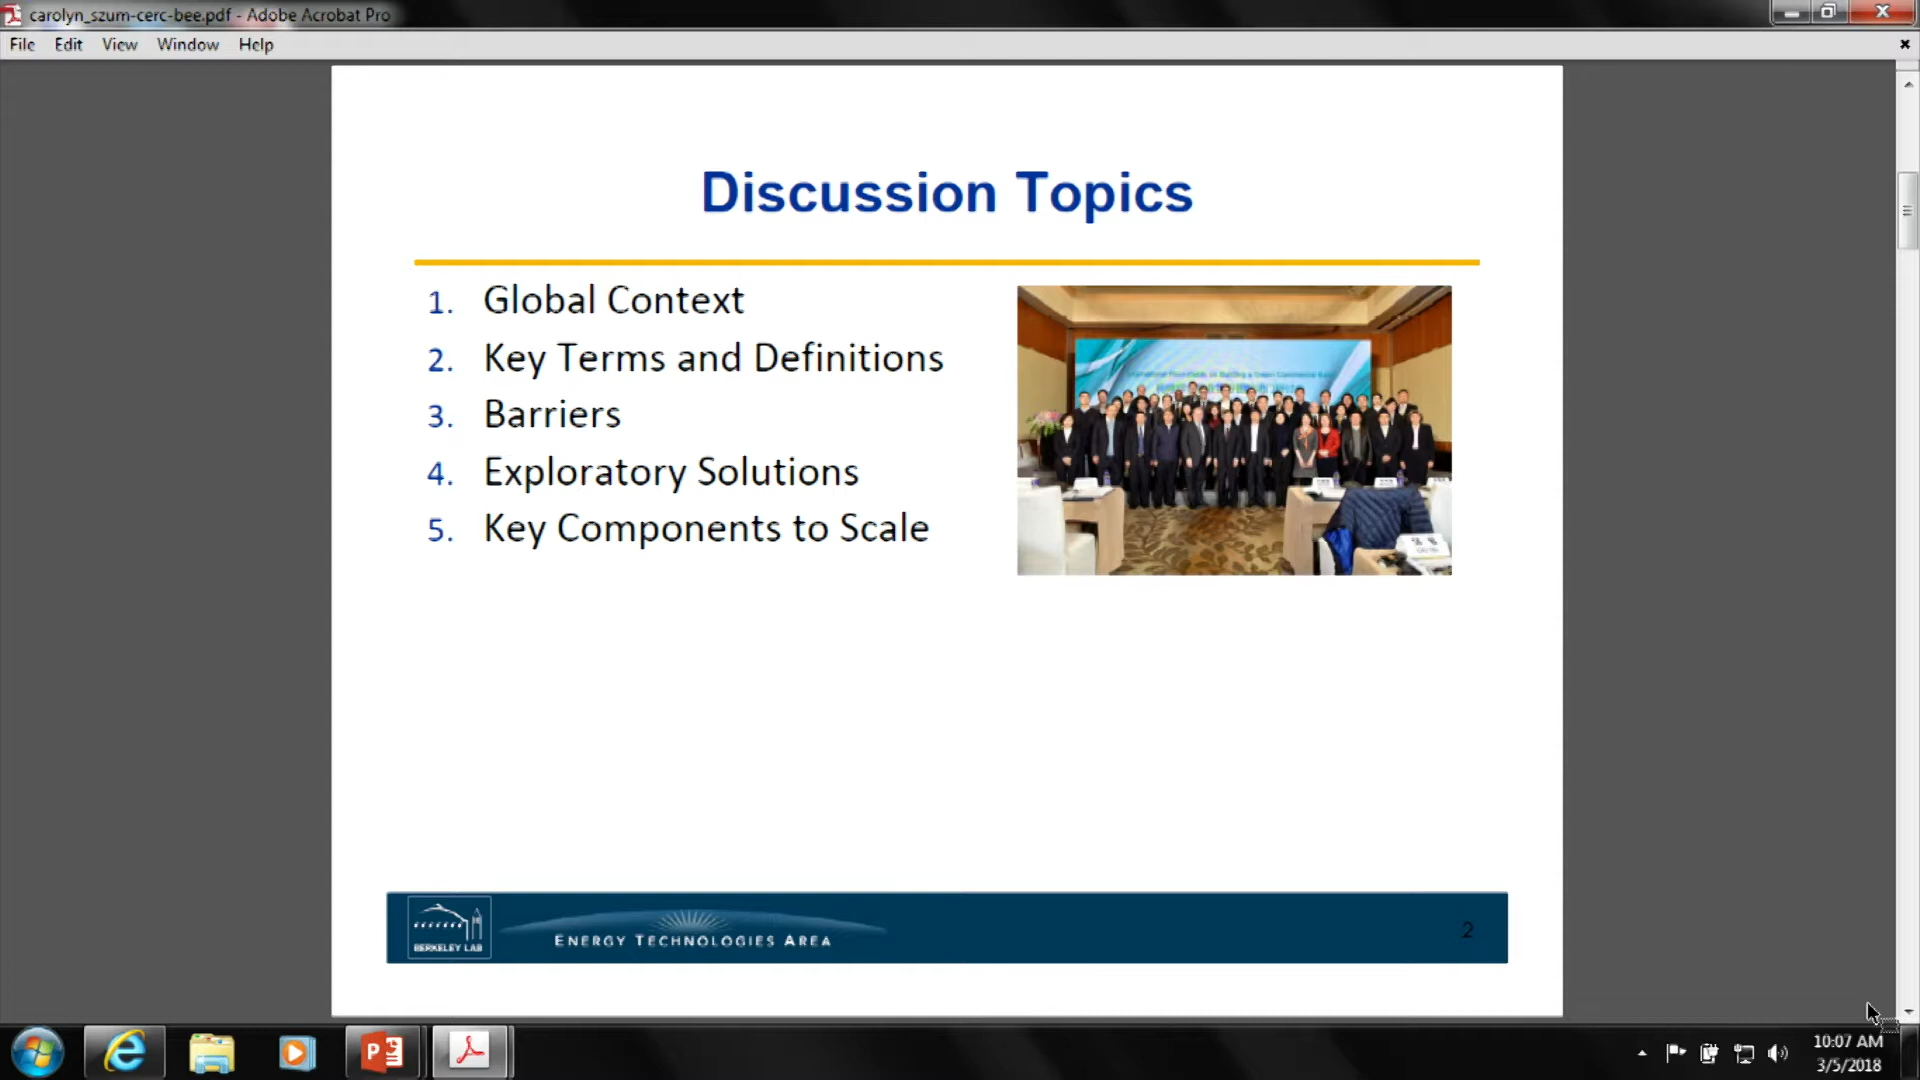 carolyn_szum-cerc-bee.pdf - Adobe Acrobat Pro
File Edit View Window Help
Discussion Topics
1. Global Context
2. Key Terms and Definitions
3. Barriers
4. Exploratory Solutions
5. Key Components to Scale
BERKELEY LAB
ENERGY TECHNOLOGIES AREA
2
10:07 AM
3/5/2018